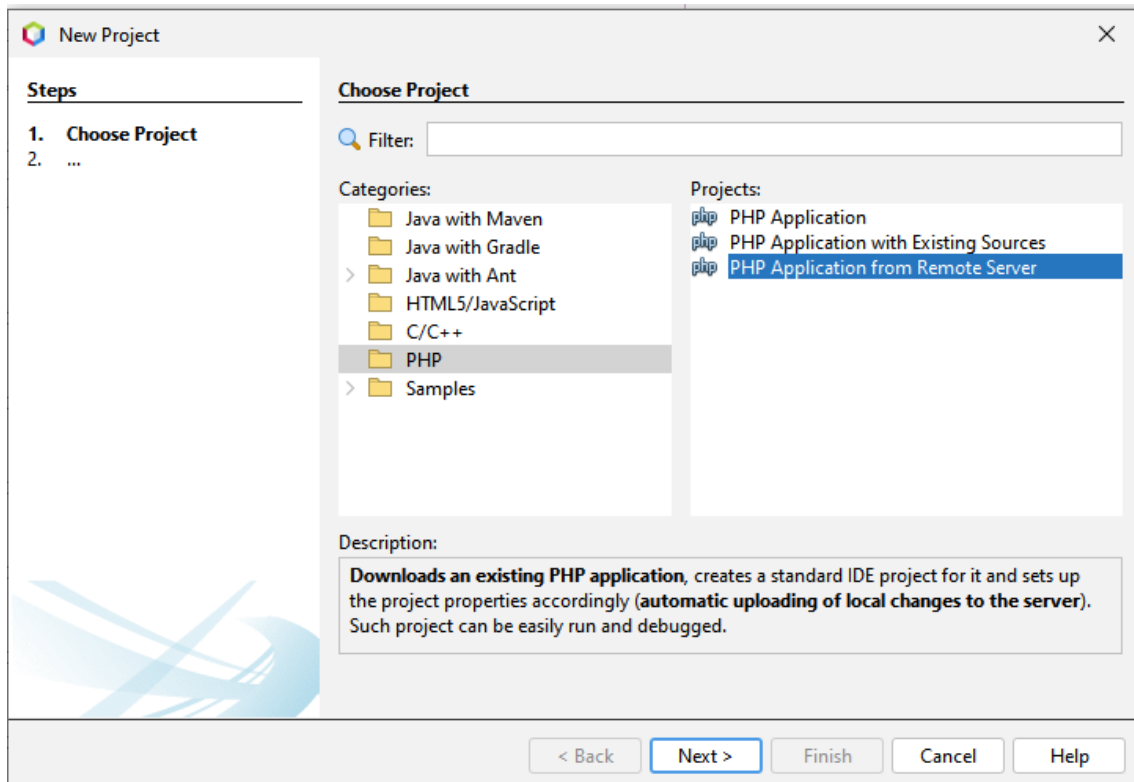 New Project
Steps
1. Choose Project
2. ...
Choose Project
Filter:
Categories:
Java with Maven
Java with Gradle
Java with Ant
HTML5/JavaScript
C/C++
PHP
Samples
Projects:
php PHP Application
php PHP Application with Existing Sources
php PHP Application from Remote Server
Description:
Downloads an existing PHP application, creates a standard IDE project for it and sets up
the project properties accordingly (automatic uploading of local changes to the server).
Such project can be easily run and debugged.
< Back Next > Finish Cancel Help